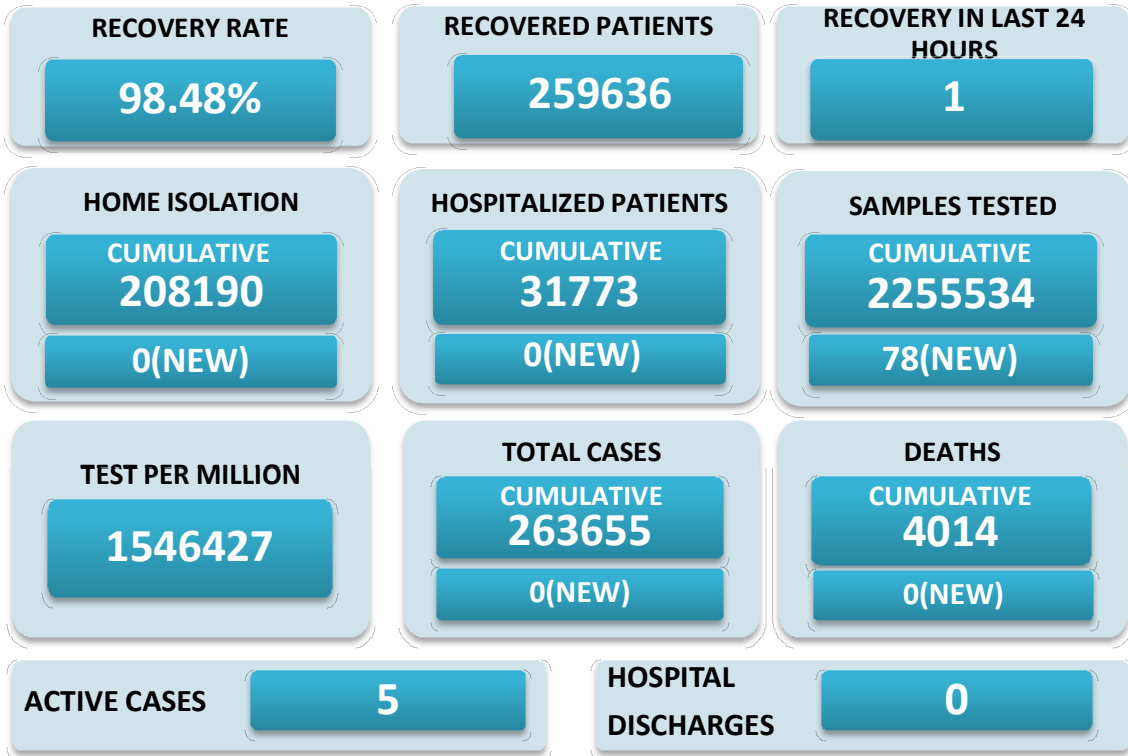 RECOVERY RATE
98.48%
RECOVERED PATIENTS
259636
RECOVERY IN LAST 24
HOURS
1
HOME ISOLATION
CUMULATIVE
208190
0(NEW)
HOSPITALIZED PATIENTS
CUMULATIVE
31773
0(NEW)
SAMPLES TESTED
CUMULATIVE
2255534
78(NEW)
TEST PER MILLION
1546427
TOTAL CASES
CUMULATIVE
263655
0(NEW)
DEATHS
CUMULATIVE
4014
0(NEW)
ACTIVE CASES
5
HOSPITAL
DISCHARGES
0